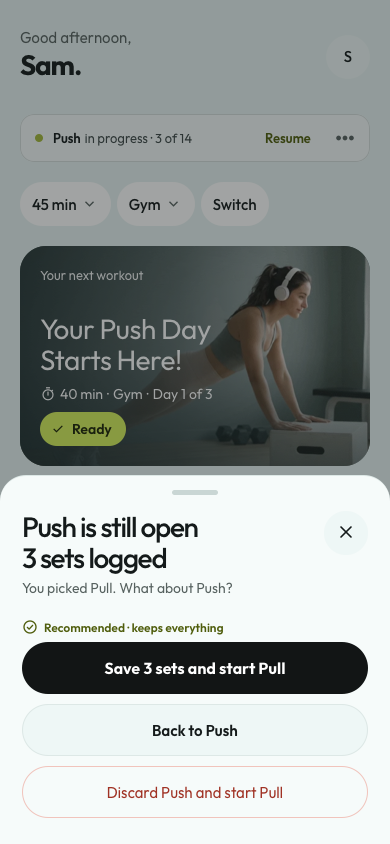 Good afternoon,
Sam.
S
Push in progress · 3 of 14
Resume
45 min
Gym
Switch
Your next workout
Your Push Day
Starts Here!
40 min · Gym · Day 1 of 3
Ready
Push is still open
3 sets logged
You picked Pull. What about Push?
Recommended · keeps everything
Save 3 sets and start Pull
Back to Push
Discard Push and start Pull